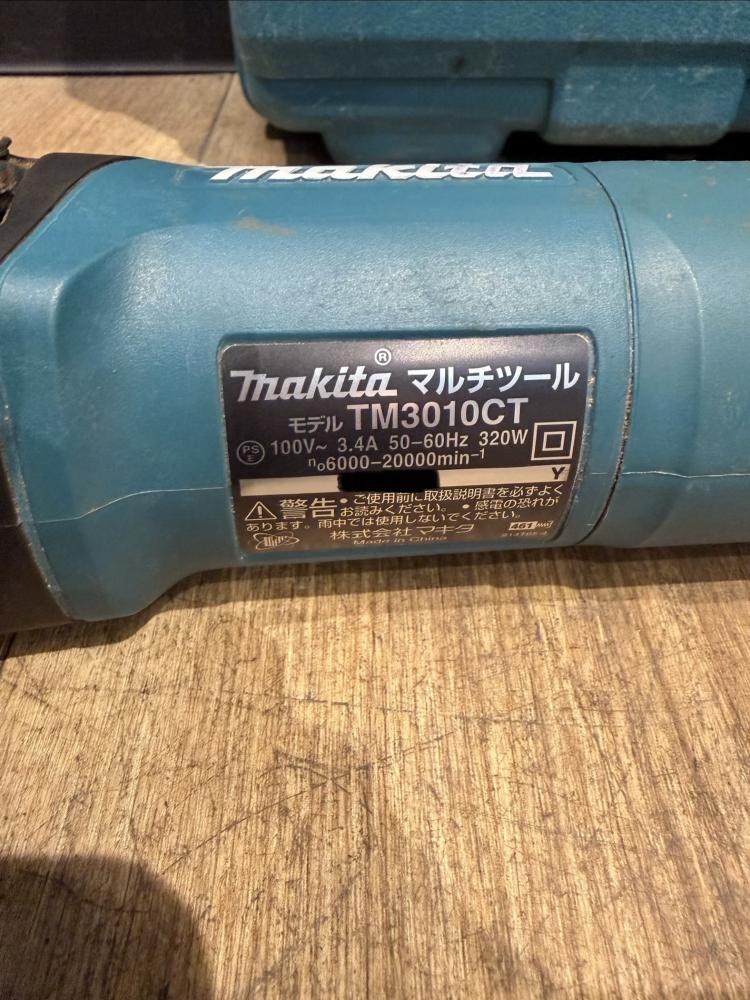 makita
®
makita マルチツール
モデル TM3010CT
PS E 100V~ 3.4A 50-60Hz 320W
n₀6000-20000min⁻¹
Y
警告 ・ご使用前に取扱説明書を必ずよく
お読みください。・感電の恐れが
あります。雨中では使用しないでください。
株式会社 マキタ
Made in China